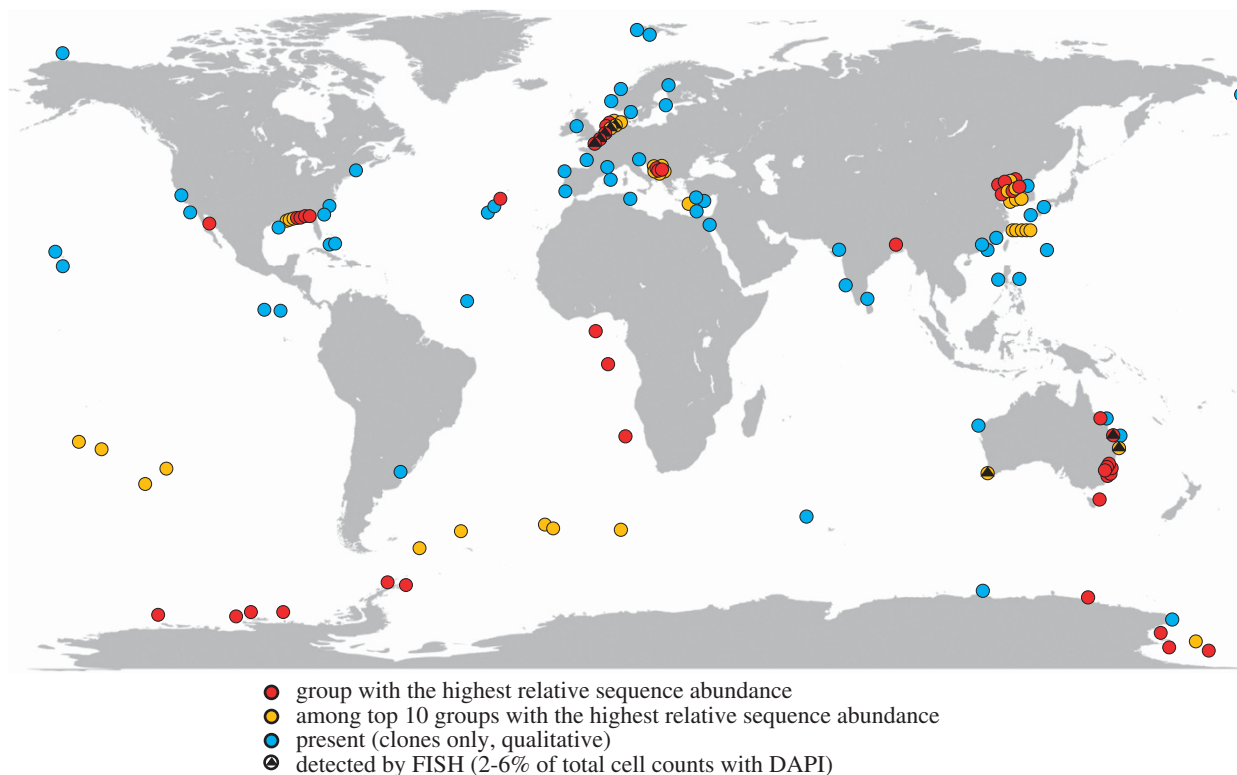 group with the highest relative sequence abundance
among top 10 groups with the highest relative sequence abundance
present (clones only, qualitative)
detected by FISH (2-6% of total cell counts with DAPI)